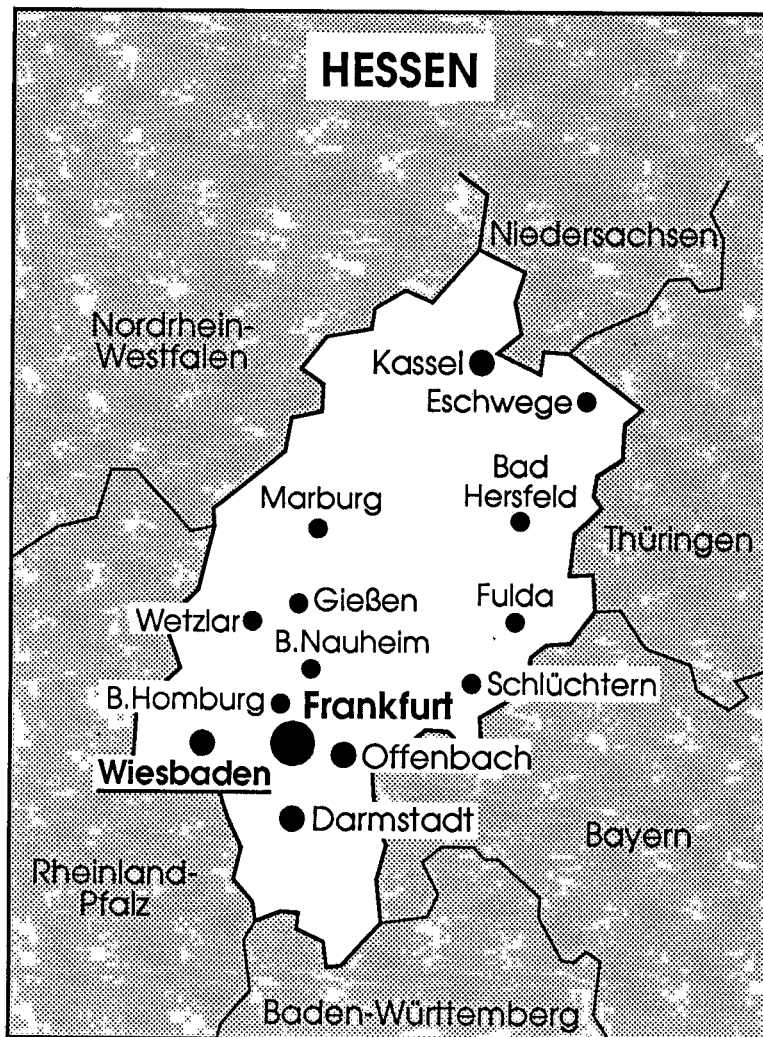 HESSEN
Niedersachsen
Nordrhein-
Westfalen
Kassel
Eschwege
Bad
Hersfeld
Marburg
Thüringen
Gießen
Fulda
Wetzlar
B.Nauheim
Schlüchtern
B.Homburg
Frankfurt
Offenbach
Wiesbaden
Darmstadt
Bayern
Rheinland-
Pfalz
Baden-Württemberg